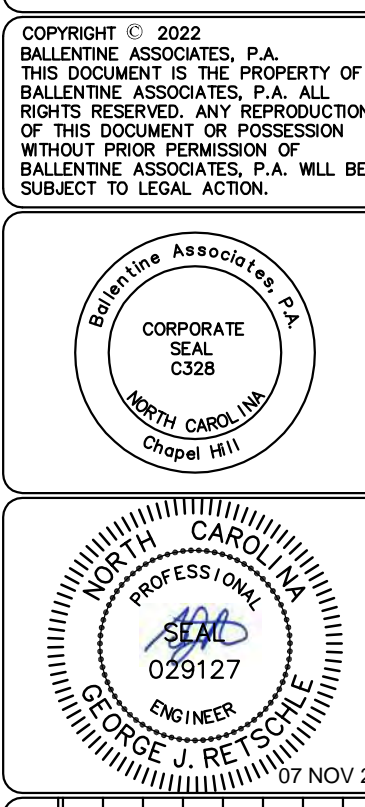 COPYRIGHT © 2022
BALLENTINE ASSOCIATES, P.A.
THIS DOCUMENT IS THE PROPERTY OF
BALLENTINE ASSOCIATES, P.A. ALL
RIGHTS RESERVED. ANY REPRODUCTION
OF THIS DOCUMENT OR POSSESSION
WITHOUT PRIOR PERMISSION OF
BALLENTINE ASSOCIATES, P.A. WILL BE
SUBJECT TO LEGAL ACTION.
Ballentine Associates, P.A.
CORPORATE
SEAL
C328
NORTH CAROLINA
Chapel Hill
NORTH CAROLINA
PROFESSIONAL
SEAL
029127
ENGINEER
GEORGE J. RETSCHLE
07 NOV 2